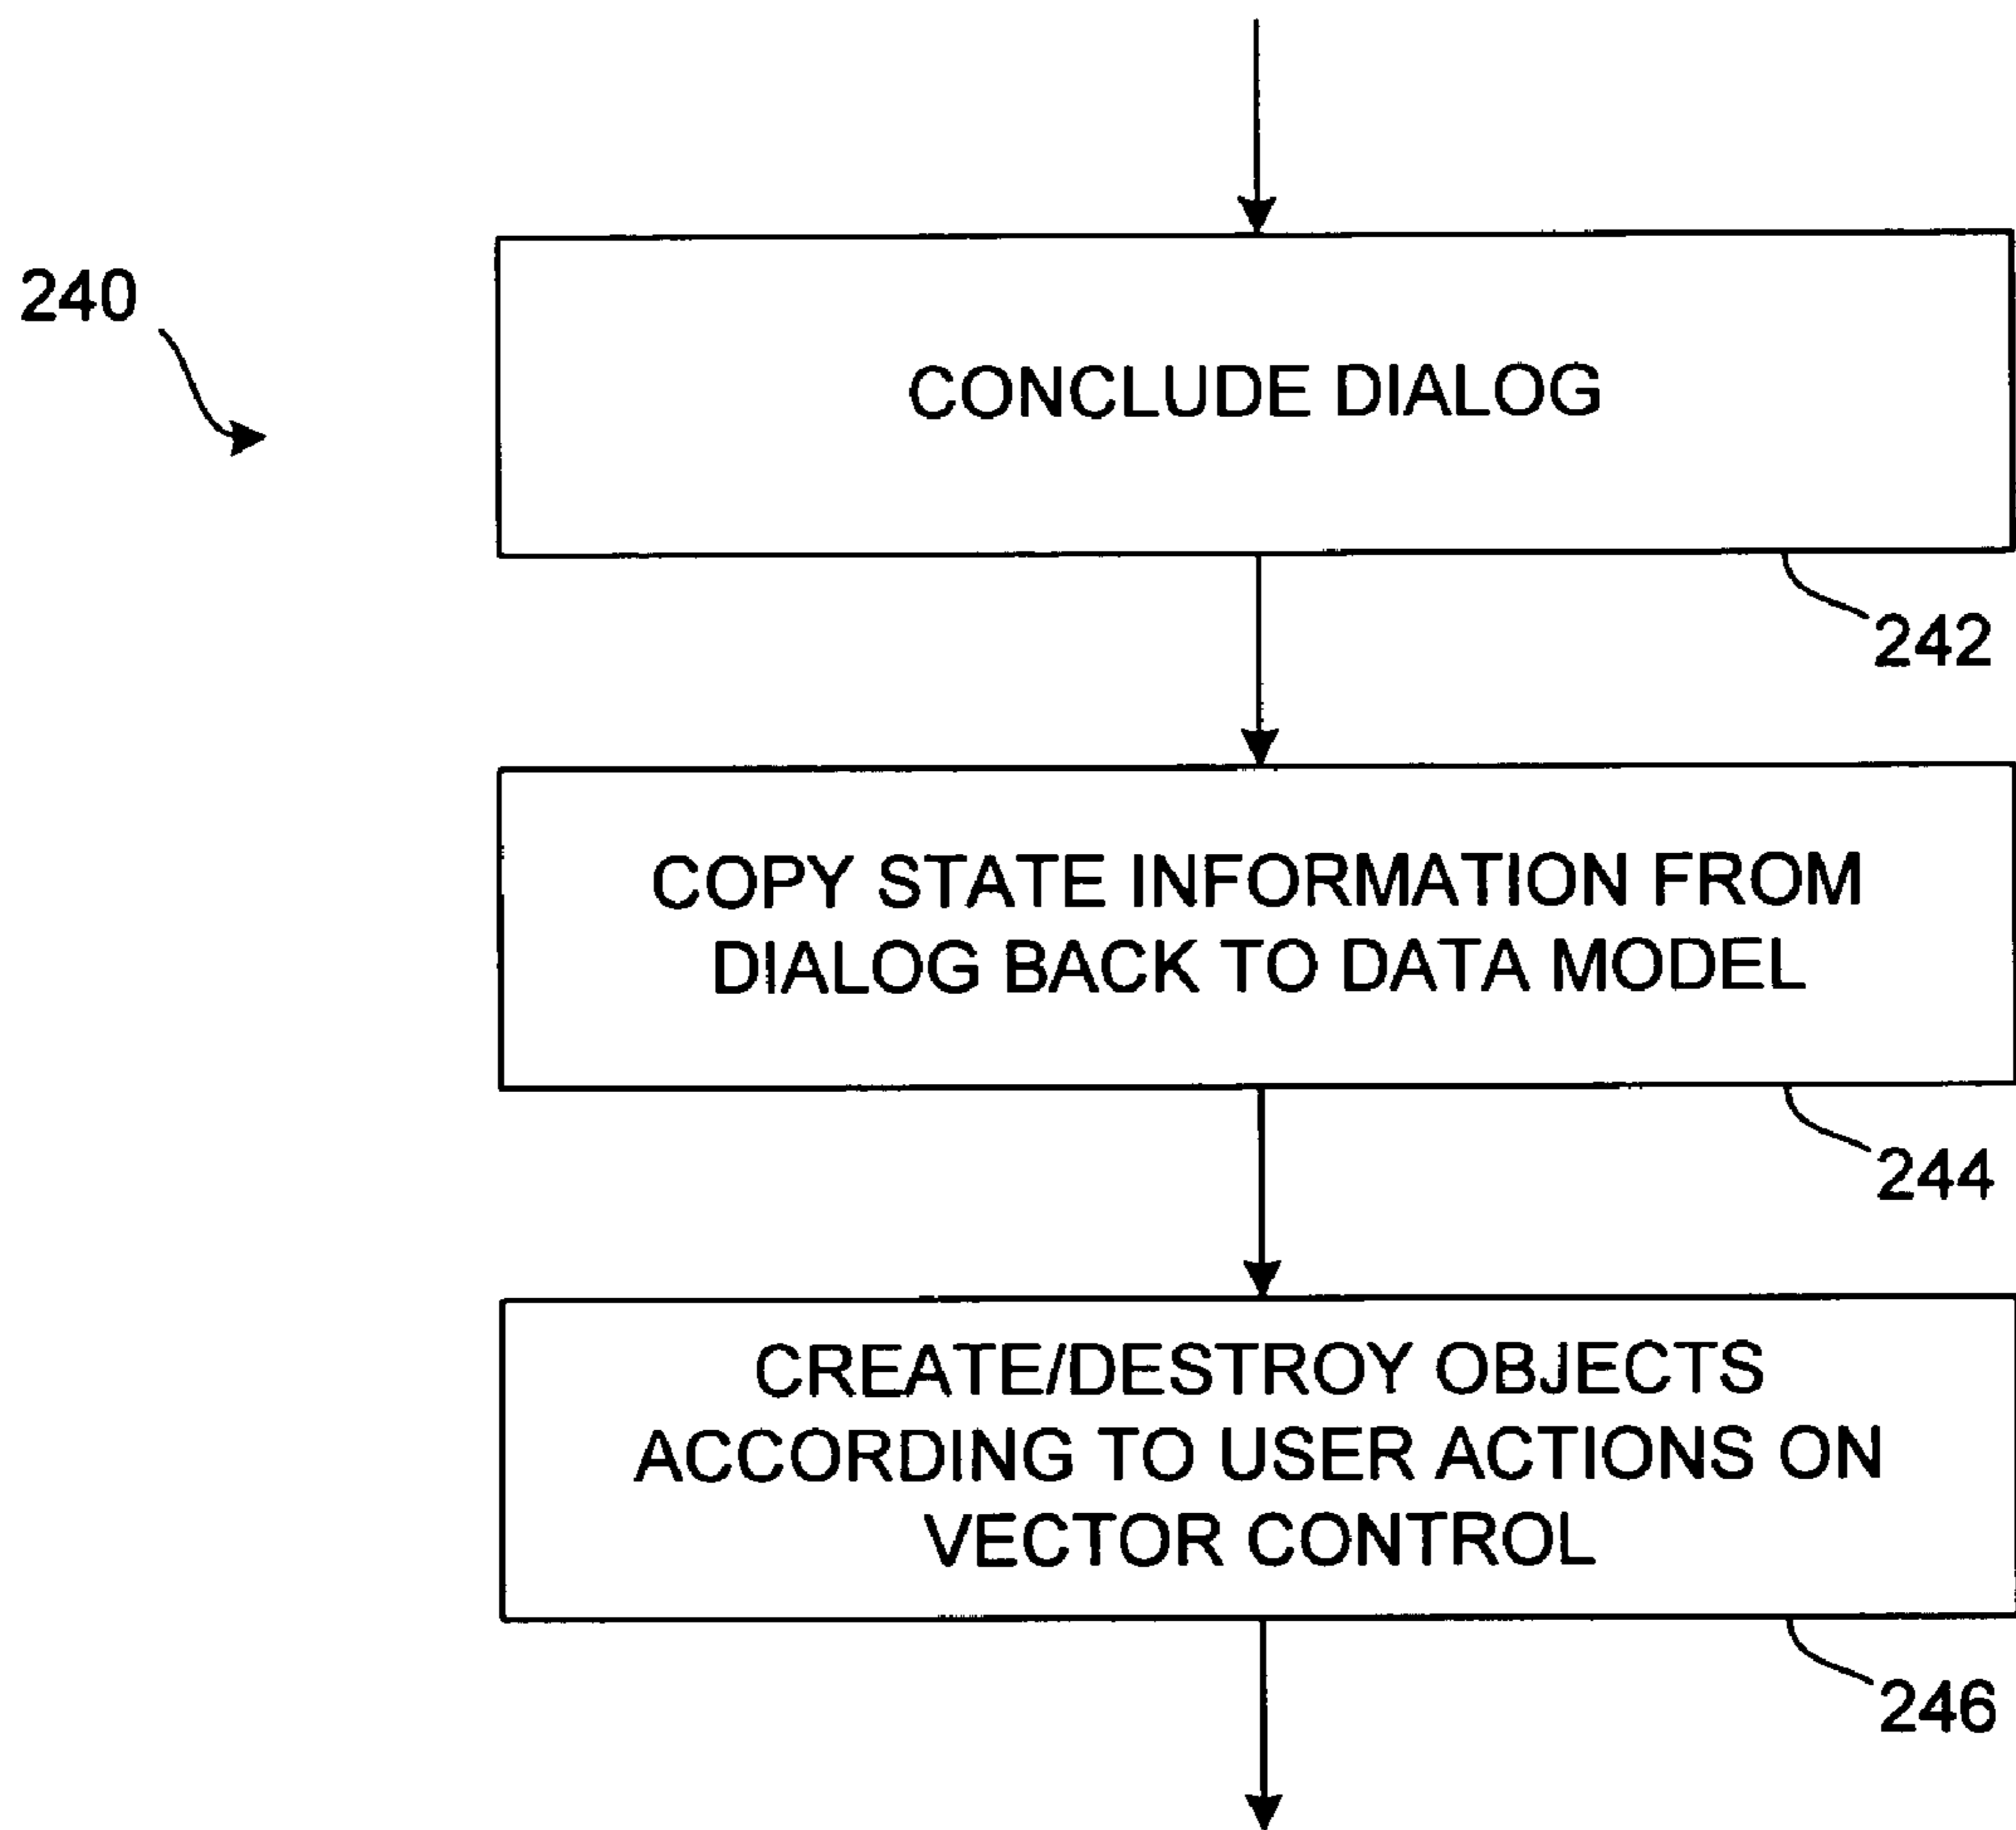 240
CONCLUDE DIALOG
242
COPY STATE INFORMATION FROM
DIALOG BACK TO DATA MODEL
244
CREATE/DESTROY OBJECTS
ACCORDING TO USER ACTIONS ON
VECTOR CONTROL
246